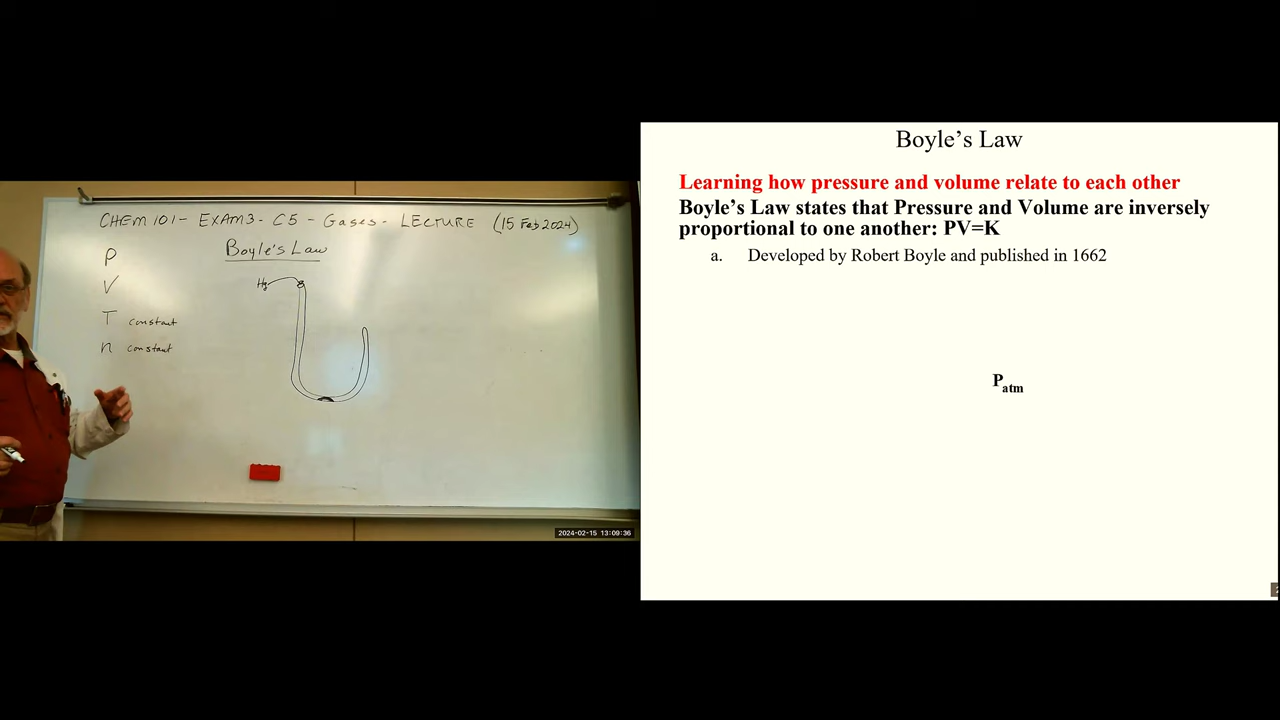 CHEM 101 - EXAM 3 - C5 - Gases - LECTURE (15 Feb 2024)
Boyle's Law
P
V
T constant
n constant
Hg
2024-02-15 13:09:36
Boyle's Law
Learning how pressure and volume relate to each other
Boyle's Law states that Pressure and Volume are inversely
proportional to one another: PV=K
a. Developed by Robert Boyle and published in 1662
Patm